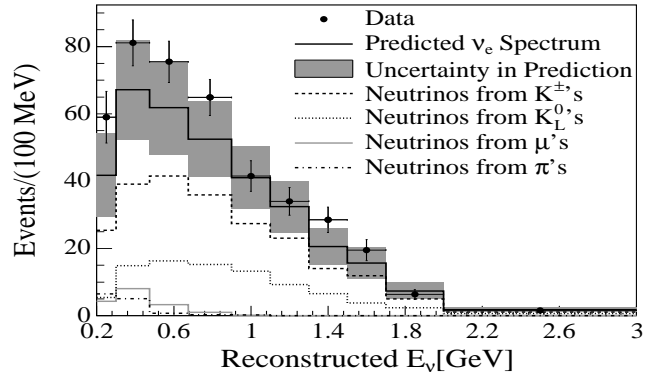 Data
Predicted νe Spectrum
Uncertainty in Prediction
Neutrinos from K±'s
Neutrinos from K0L's
Neutrinos from μ's
Neutrinos from π's
Events/(100 MeV)
80
60
40
20
0
0.2 0.6 1 1.4 1.8 2.2 2.6 3
Reconstructed Eν[GeV]